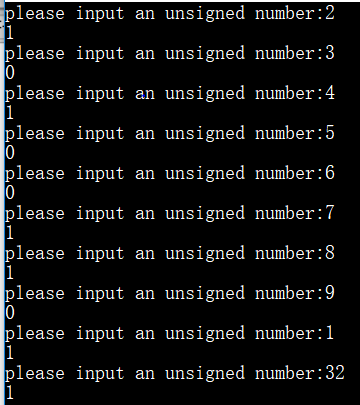 please input an unsigned number:2
1
please input an unsigned number:3
0
please input an unsigned number:4
1
please input an unsigned number:5
0
please input an unsigned number:6
0
please input an unsigned number:7
1
please input an unsigned number:8
1
please input an unsigned number:9
0
please input an unsigned number:1
1
please input an unsigned number:32
1